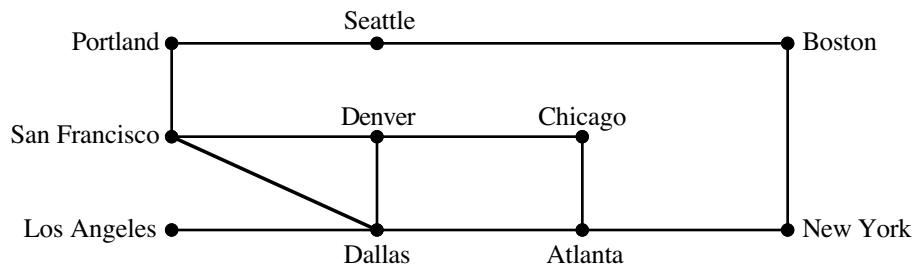 Seattle
Portland
Boston
San Francisco
Denver
Chicago
Los Angeles
New York
Dallas
Atlanta